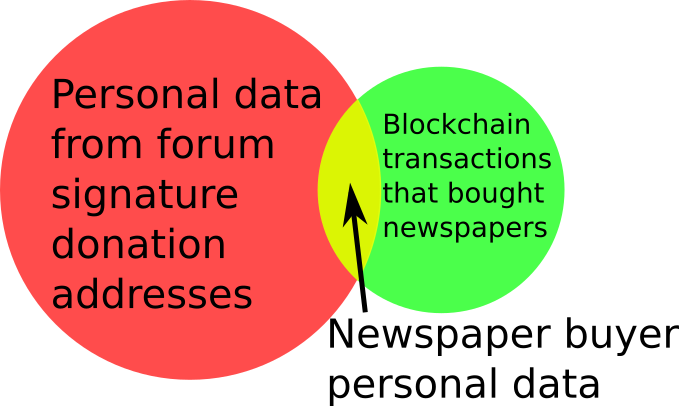 Personal data
from forum
signature
donation
addresses
Blockchain
transactions
that bought
newspapers
Newspaper buyer
personal data